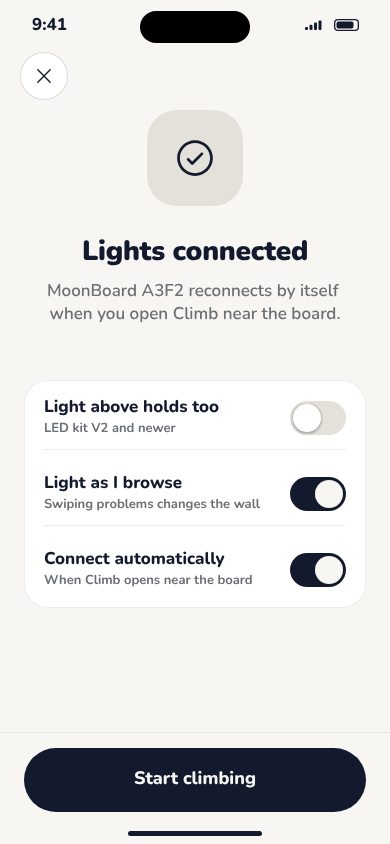 9:41
Lights connected
MoonBoard A3F2 reconnects by itself
when you open Climb near the board.
Light above holds too
LED kit V2 and newer
Light as I browse
Swiping problems changes the wall
Connect automatically
When Climb opens near the board
Start climbing